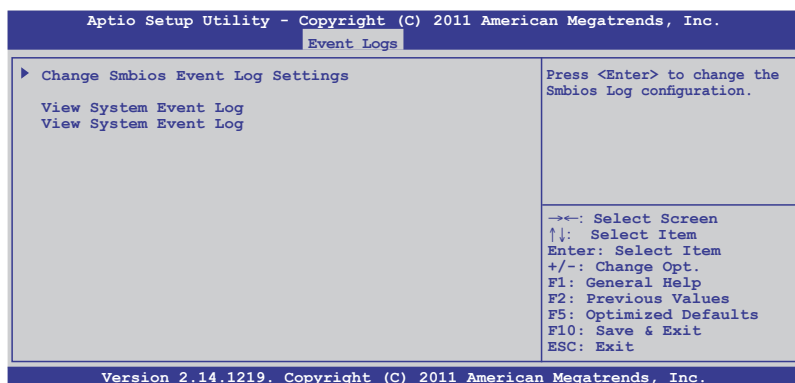 Aptio Setup Utility - Copyright (C) 2011 American Megatrends, Inc.
Event Logs
Change Smbios Event Log Settings
View System Event Log
View System Event Log
Press <Enter> to change the
Smbios Log configuration.
→←: Select Screen
↑↓: Select Item
Enter: Select Item
+/-: Change Opt.
F1: General Help
F2: Previous Values
F5: Optimized Defaults
F10: Save & Exit
ESC: Exit
Version 2.14.1219. Copyright (C) 2011 American Megatrends, Inc.